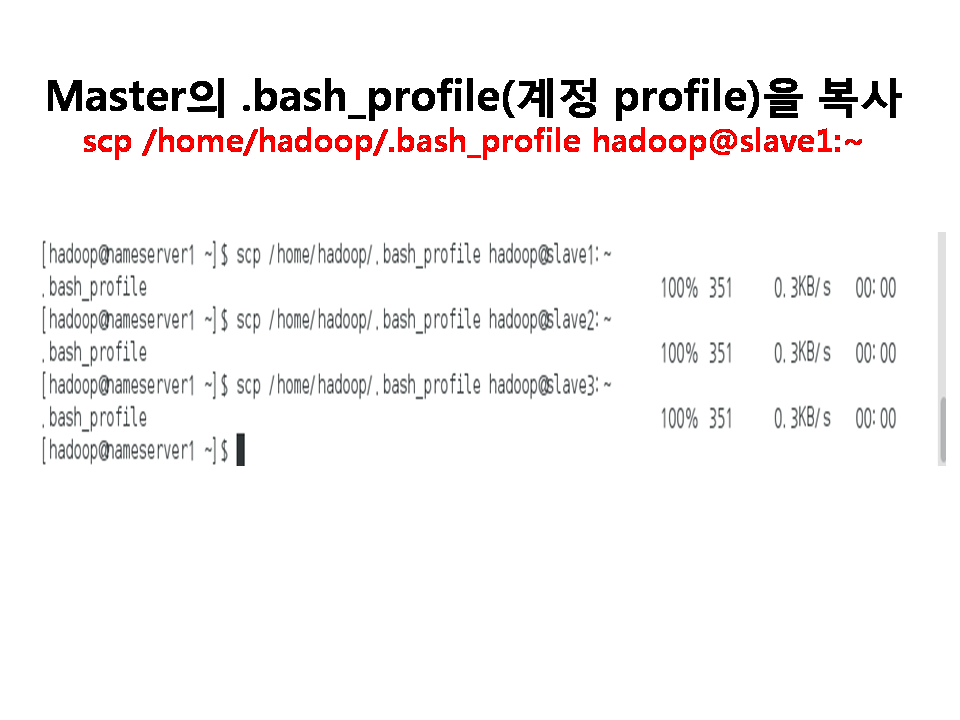 Master의 .bash_profile(계정 profile)을 복사
scp /home/hadoop/.bash_profile hadoop@slave1:~
[hadoop@nameserver1 ~]$ scp /home/hadoop/.bash_profile hadoop@slave1:~
.bash_profile 100% 351 0.3KB/s 00:00
[hadoop@nameserver1 ~]$ scp /home/hadoop/.bash_profile hadoop@slave2:~
.bash_profile 100% 351 0.3KB/s 00:00
[hadoop@nameserver1 ~]$ scp /home/hadoop/.bash_profile hadoop@slave3:~
.bash_profile 100% 351 0.3KB/s 00:00
[hadoop@nameserver1 ~]$